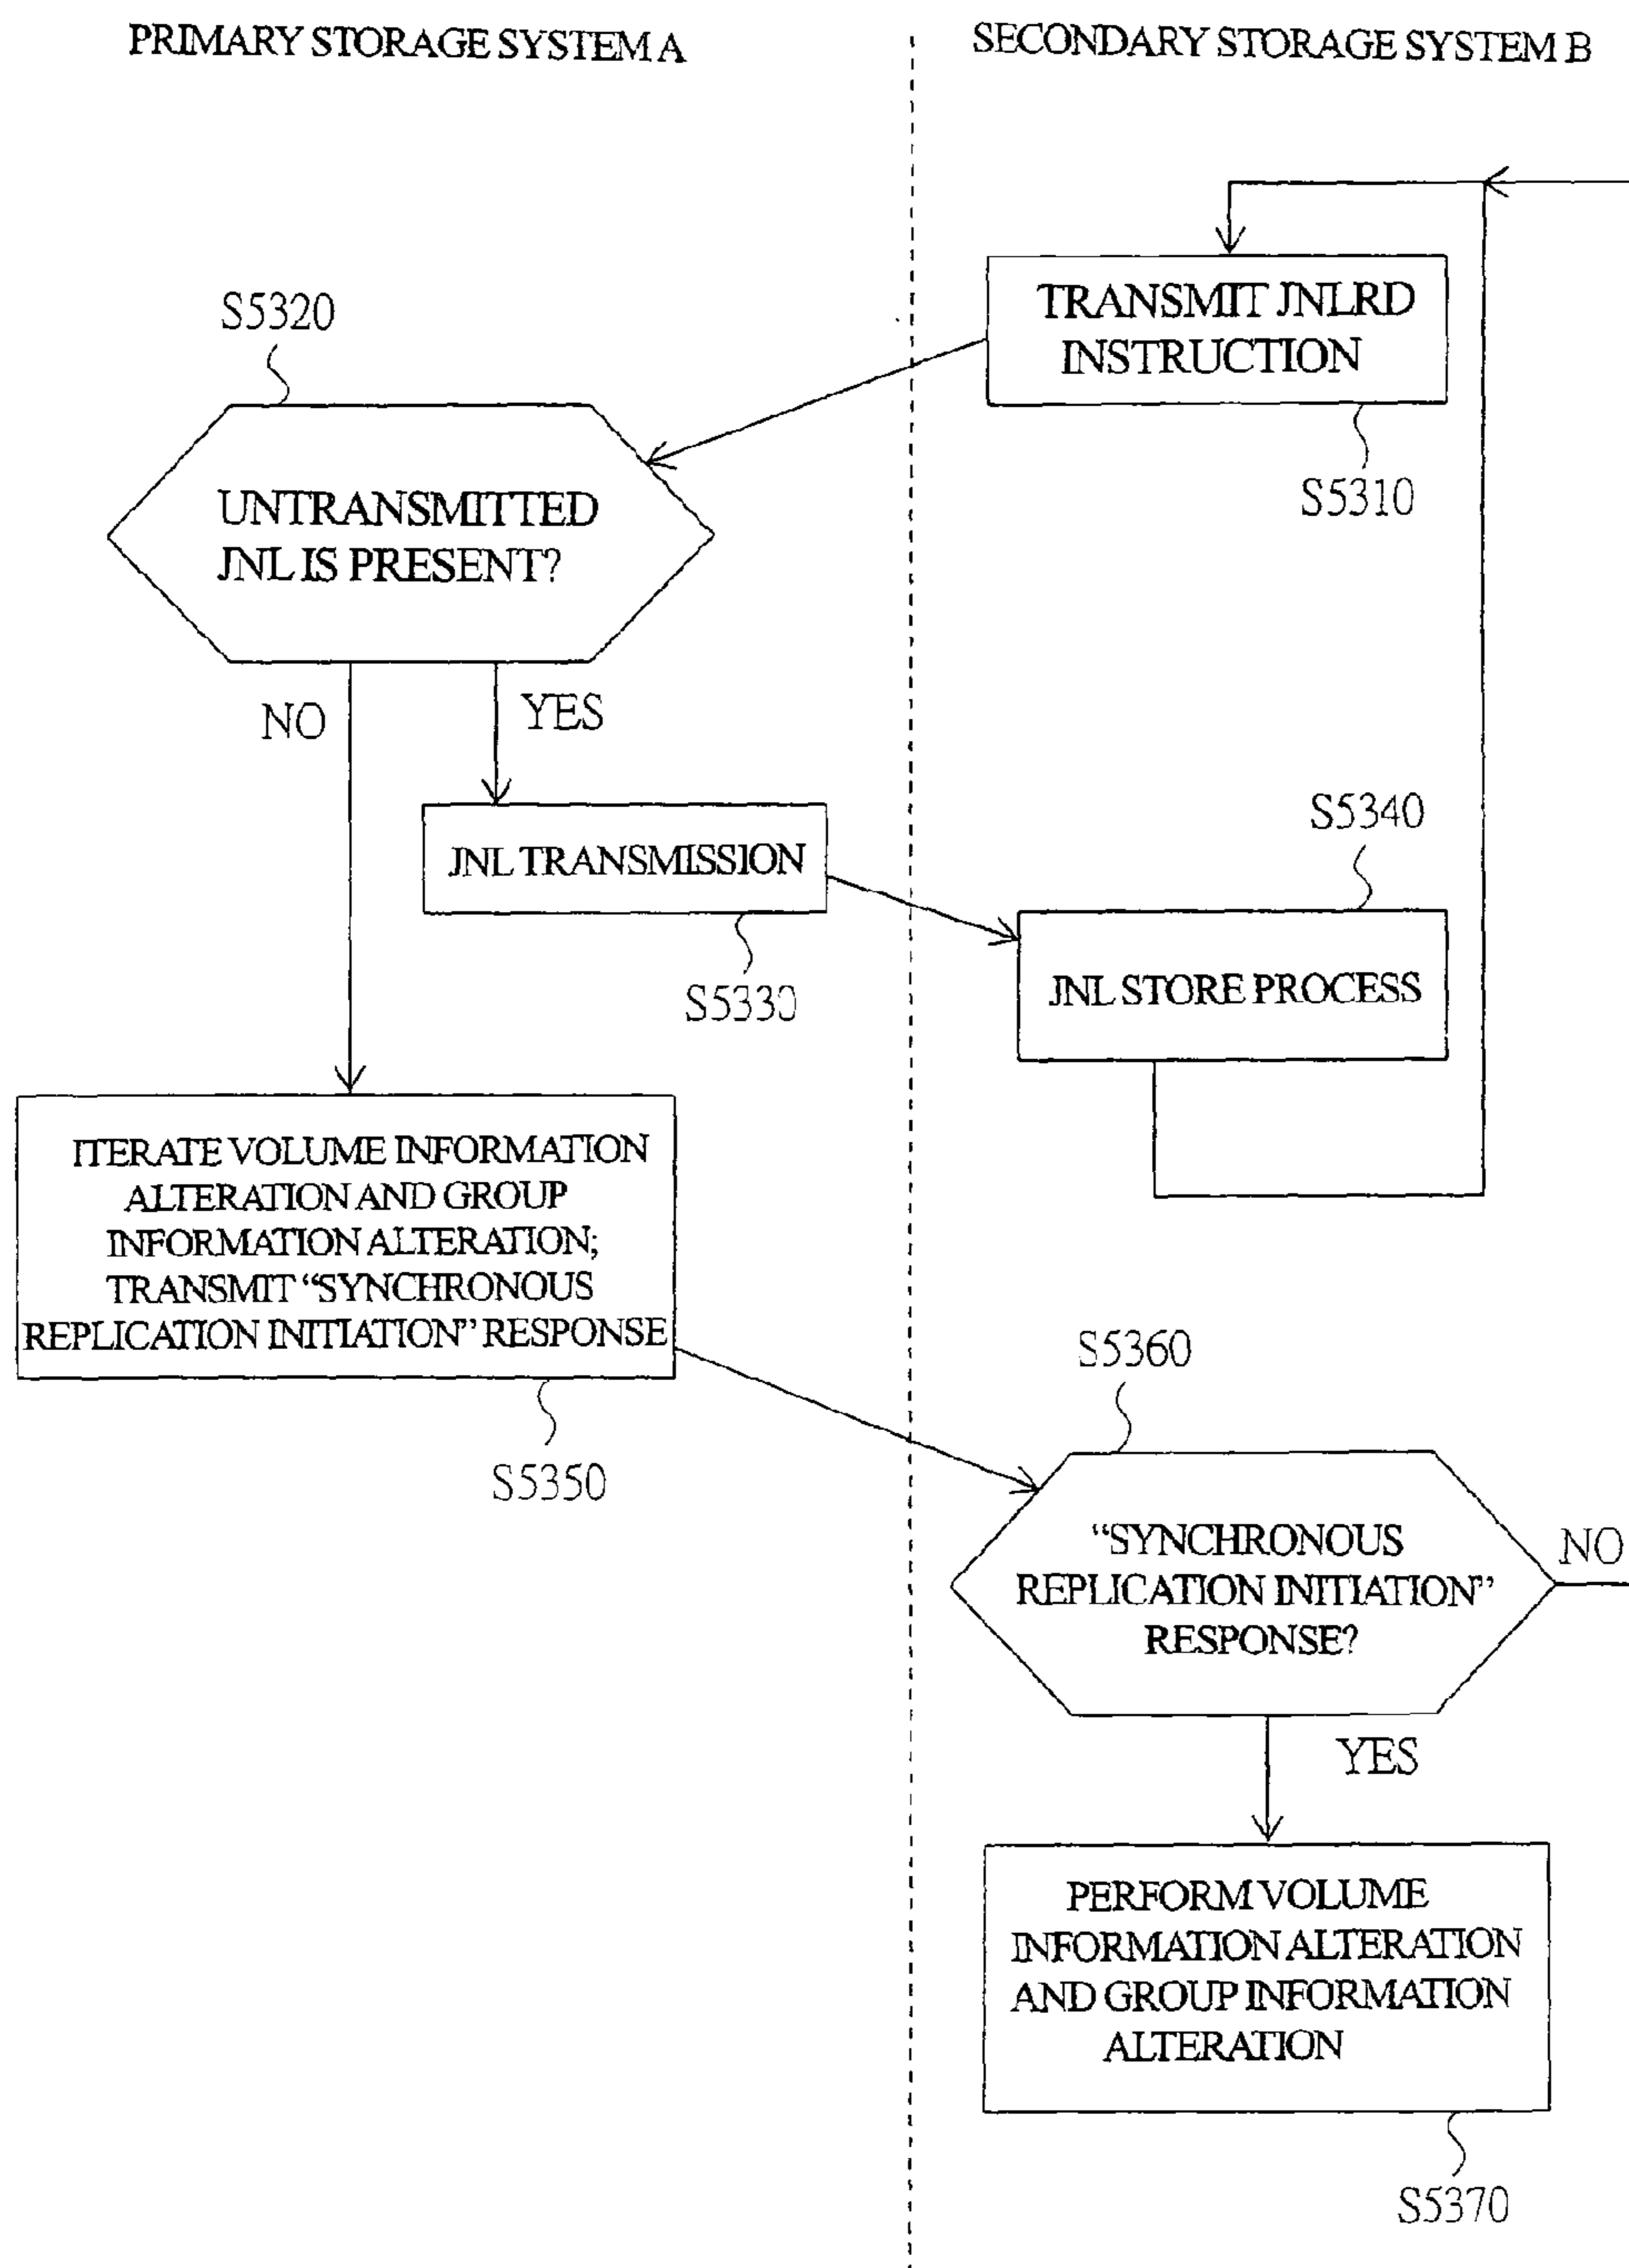 PRIMARY STORAGE SYSTEM A
SECONDARY STORAGE SYSTEM B
TRANSMIT JNLRD
INSTRUCTION
S5310
S5320
UNTRANSMITTED
JNL IS PRESENT?
NO
YES
JNL TRANSMISSION
S5330
S5340
JNL STORE PROCESS
ITERATE VOLUME INFORMATION
ALTERATION AND GROUP
INFORMATION ALTERATION;
TRANSMIT “SYNCHRONOUS
REPLICATION INITIATION” RESPONSE
S5350
S5360
“SYNCHRONOUS
REPLICATION INITIATION”
RESPONSE?
NO
YES
PERFORM VOLUME
INFORMATION ALTERATION
AND GROUP INFORMATION
ALTERATION
S5370